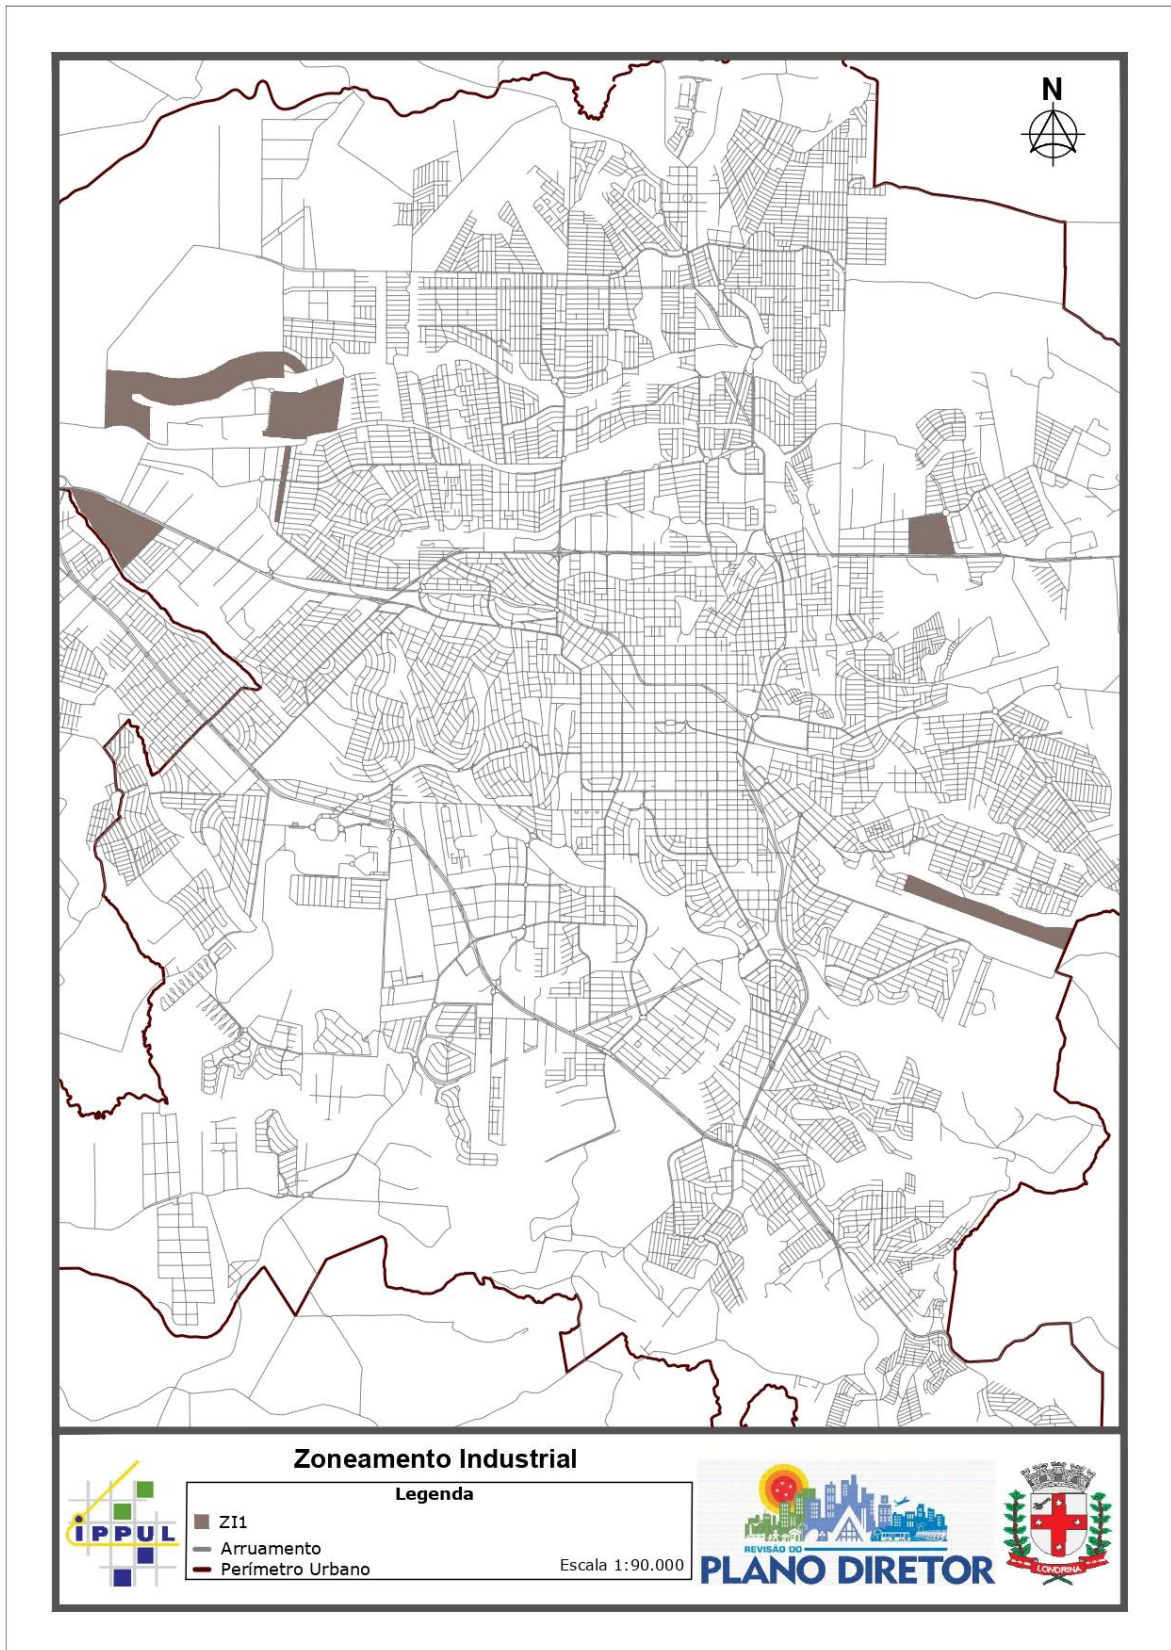 N
Zoneamento Industrial
Legenda
ZI1
Arruamento
Perímetro Urbano
Escala 1:90.000
iPPUL
REVISÃO DO
PLANO DIRETOR
LONDRINA